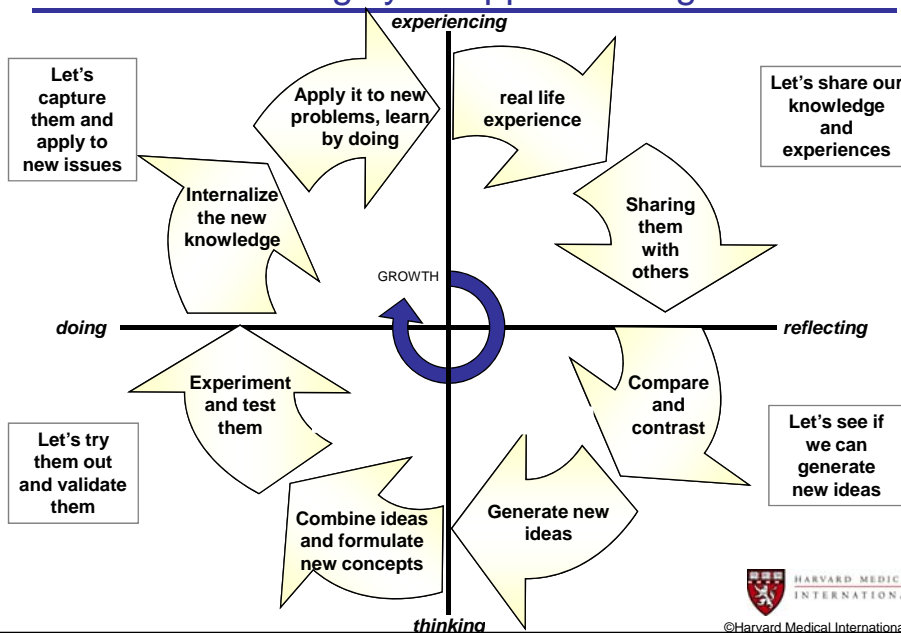 experiencing
Let's
capture
them and
apply to
new issues
Apply it to new
problems, learn
by doing
real life
experience
Let's share our
knowledge
and
experiences
Internalize
the new
knowledge
Sharing
them
with
others
GROWTH
doing
reflecting
Experiment
and test
them
Compare
and
contrast
Let's try
them out
and validate
them
Let's see if
we can
generate
new ideas
Combine ideas
and formulate
new concepts
Generate new
ideas
thinking
HARVARD MEDIC
INTERNATIONA
©Harvard Medical International